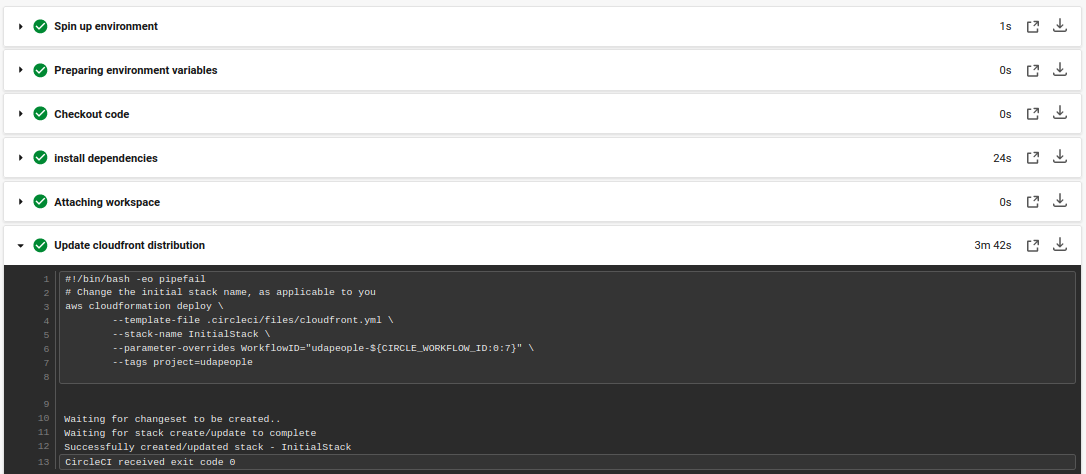 Spin up environment 1s
Preparing environment variables 0s
Checkout code 0s
install dependencies 24s
Attaching workspace 0s
Update cloudfront distribution 3m 42s
1 #!/bin/bash -eo pipefail
2 # Change the initial stack name, as applicable to you
3 aws cloudformation deploy \
4 --template-file .circleci/files/cloudfront.yml \
5 --stack-name InitialStack \
6 --parameter-overrides WorkflowID="udapeople-${CIRCLE_WORKFLOW_ID:0:7}" \
7 --tags project=udapeople
8
9
10 Waiting for changeset to be created..
11 Waiting for stack create/update to complete
12 Successfully created/updated stack - InitialStack
13 CircleCI received exit code 0